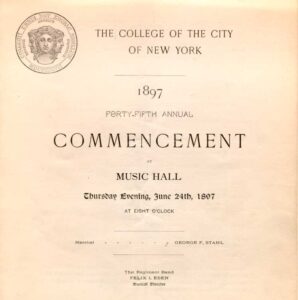 THE COLLEGE OF THE CITY
OF NEW YORK
1897
FORTY-FIFTH ANNUAL
COMMENCEMENT
AT
MUSIC HALL
Thursday Evening, June 24th, 1897
AT EIGHT O'CLOCK
Marshal . . . . . GEORGE F. STAHL
The Regiment Band
FELIX I. EBEN
Musical Director